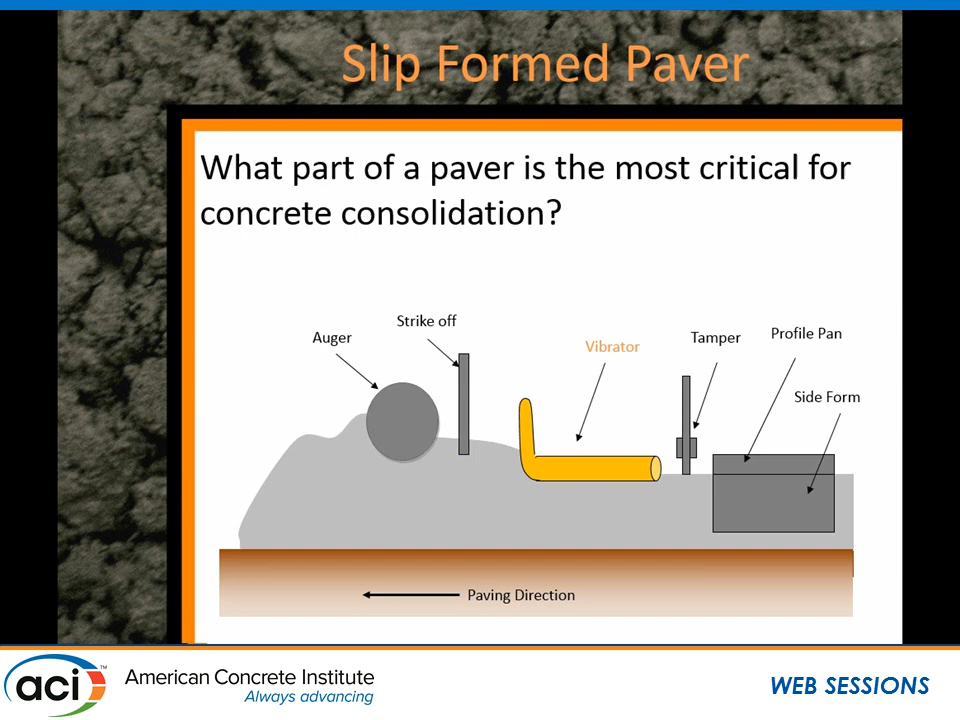 Slip Formed Paver
What part of a paver is the most critical for
concrete consolidation?
Strike off
Auger
Vibrator
Tamper
Profile Pan
Side Form
Paving Direction
aci™
American Concrete Institute
Always advancing
WEB SESSIONS